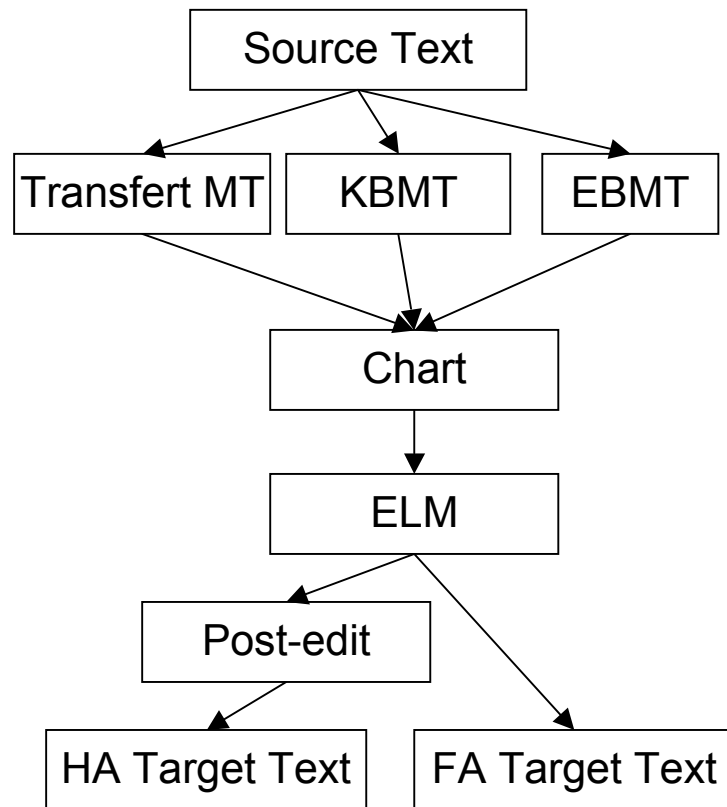 Source Text
Transfert MT
KBMT
EBMT
Chart
ELM
Post-edit
HA Target Text
FA Target Text